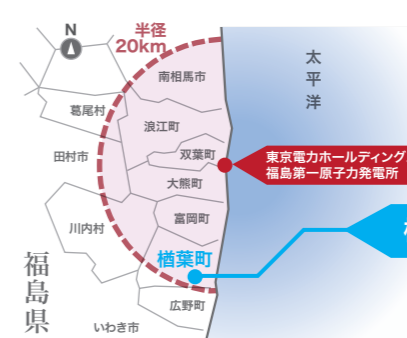 N
半径
20km
太平洋
南相馬市
葛尾村
浪江町
田村市
双葉町
東京電力ホールディング
福島第一原子力発電所
大熊町
富岡町
川内村
楢葉町
福島県
広野町
いわき市